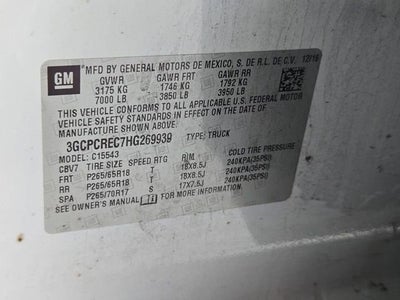 GM
MFD BY GENERAL MOTORS DE MEXICO, S. DE R.L. DE C.V. 12/16
GVWR GAWR FRT GAWR RR
3175 KG 1746 KG 1792 KG
7000 LB 3850 LB 3950 LB
THIS VEHICLE CONFORMS TO ALL APPLICABLE U.S. FEDERAL MOTOR
VEHICLE SAFETY STANDARDS IN EFFECT ON THE DATE OF
MANUFACTURE SHOWN ABOVE.
3GCPCREC7HG269939 TYPE: TRUCK
MODEL: C15543
CBV7 TIRE SIZE SPEED RTG RIM COLD TIRE PRESSURE
FRT P265/65R18 T 18X8.5J 240KPA(35PSI)
RR P265/65R18 T 18X8.5J 240KPA(35PSI)
SPA P265/70R17 T 17X7.5J 240KPA(35PSI)
SEE OWNER'S MANUAL FOR MORE INFORMATION.